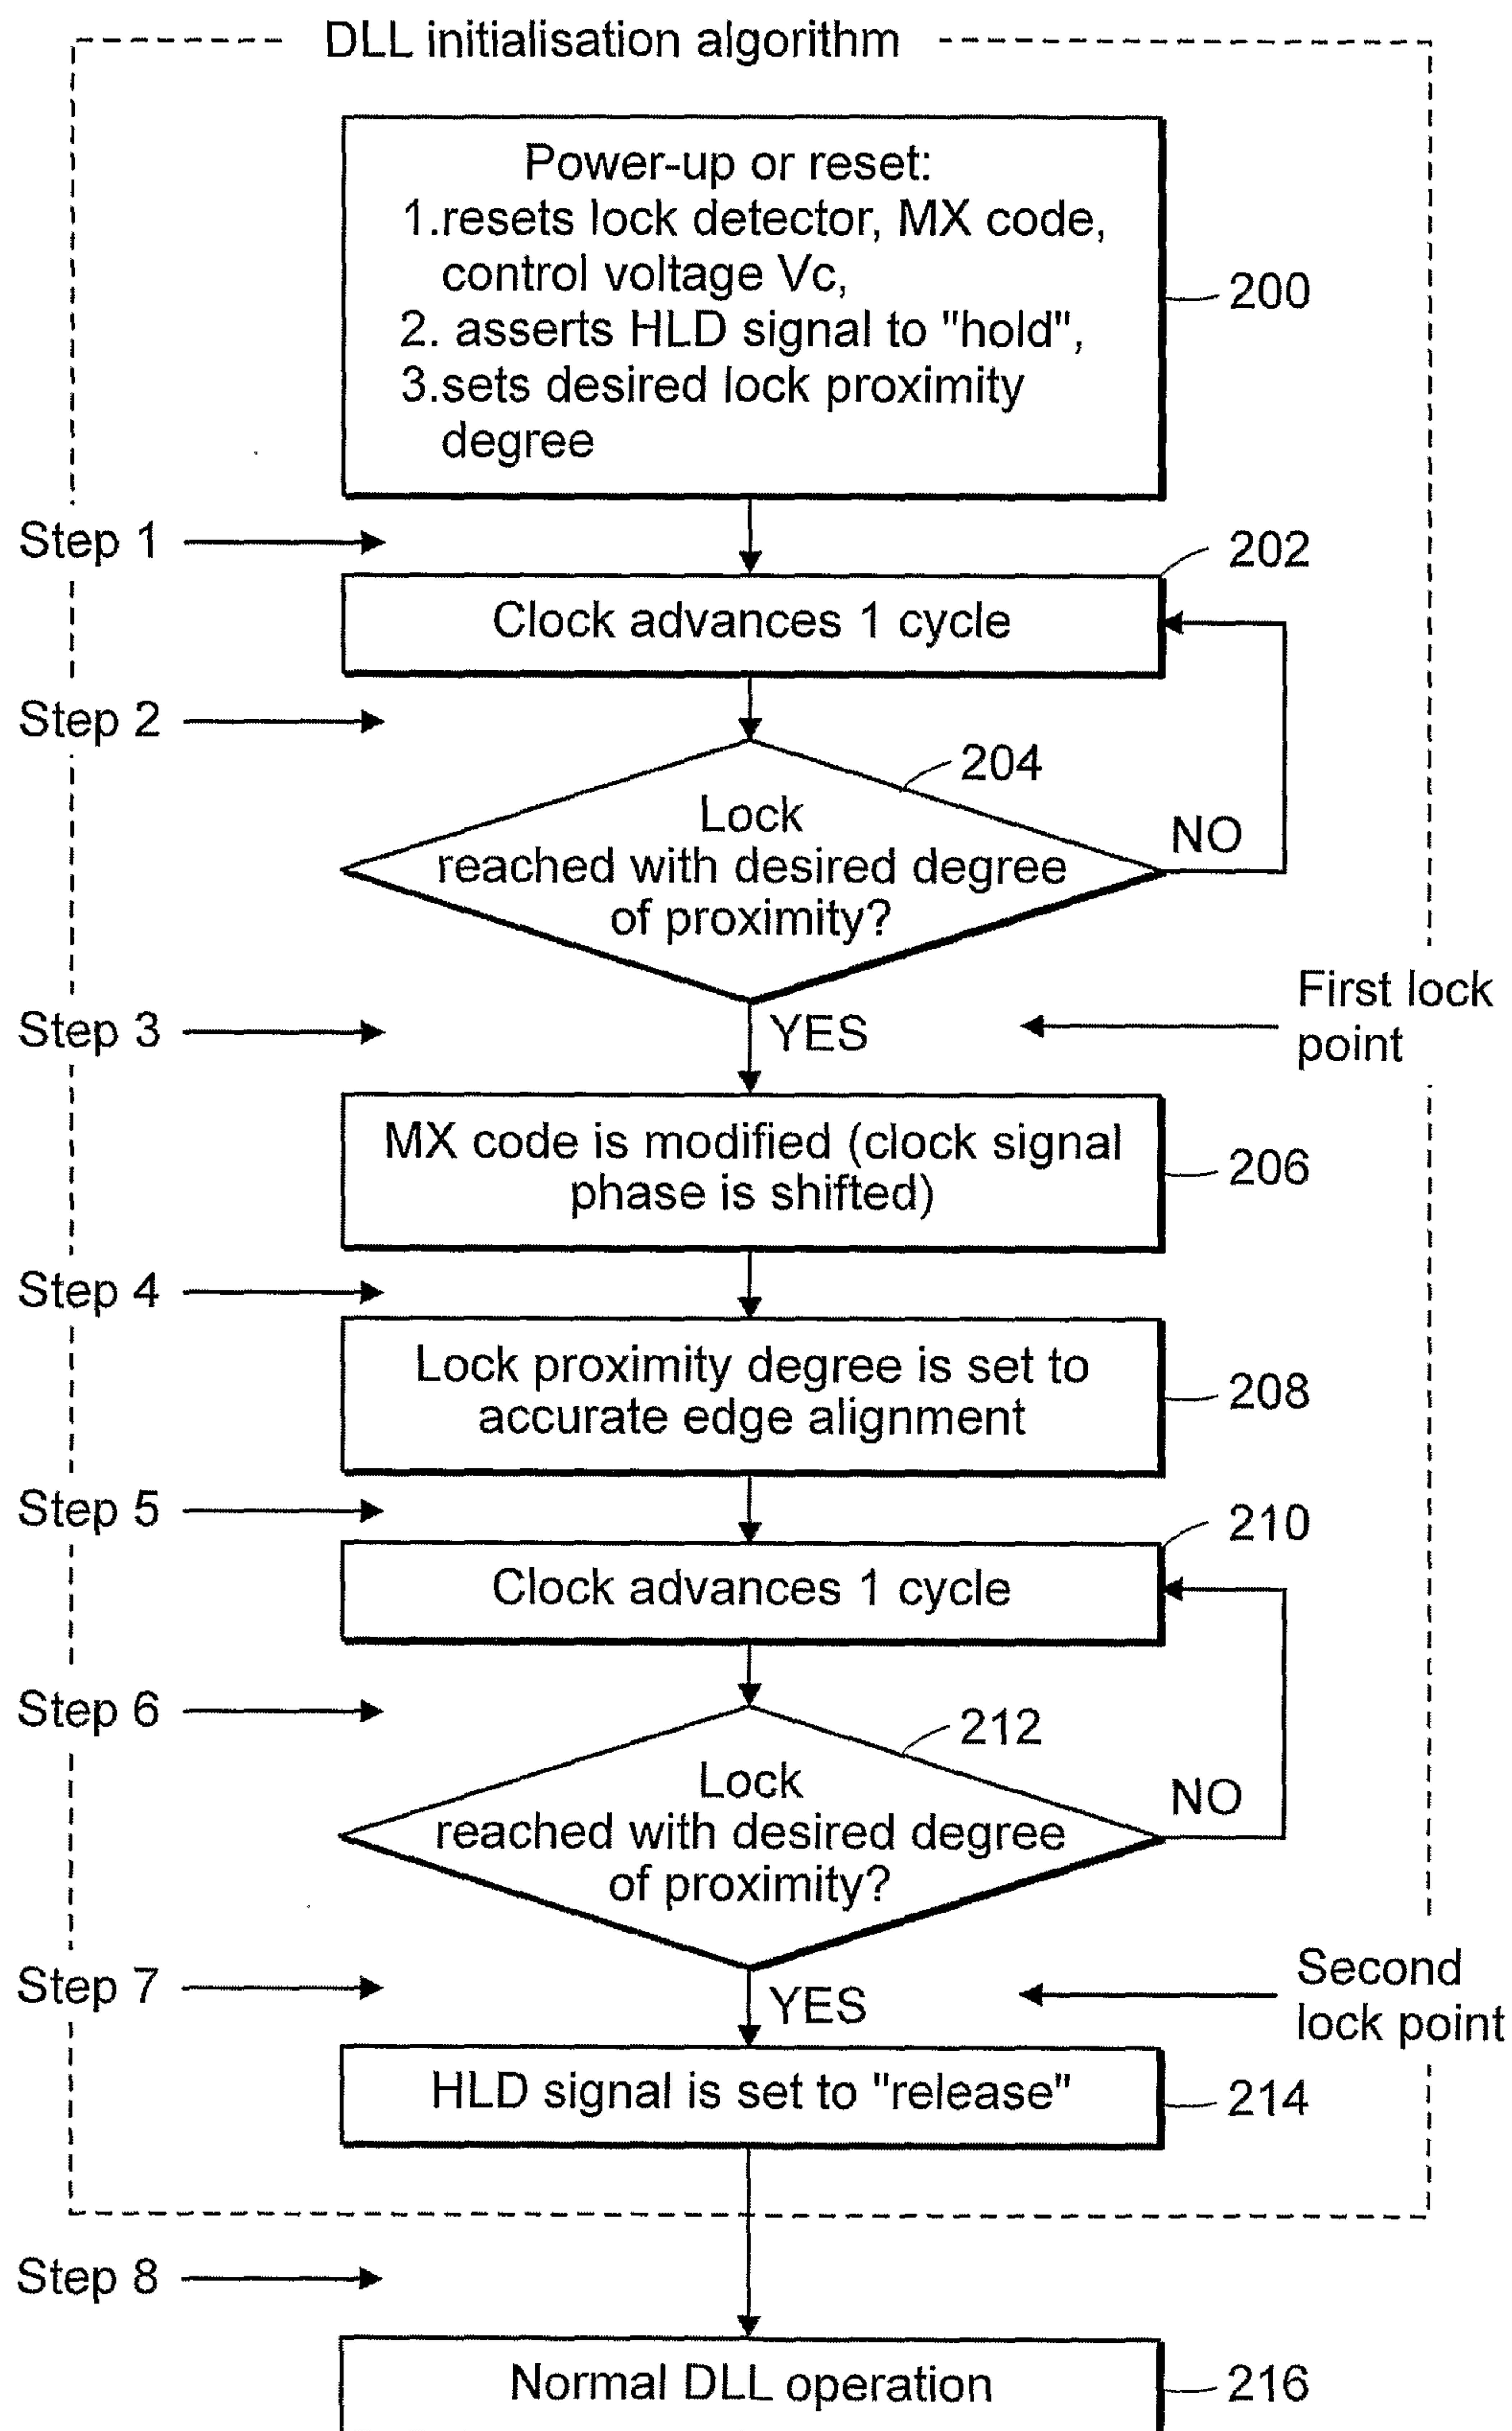 DLL initialisation algorithm
Power-up or reset:
1.resets lock detector, MX code,
control voltage Vc,
2. asserts HLD signal to "hold",
3.sets desired lock proximity
degree
200
Step 1
202
Clock advances 1 cycle
Step 2
204
Lock
reached with desired degree
of proximity?
NO
First lock
point
Step 3
YES
MX code is modified (clock signal
phase is shifted)
206
Step 4
Lock proximity degree is set to
accurate edge alignment
208
Step 5
210
Clock advances 1 cycle
Step 6
212
Lock
reached with desired degree
of proximity?
NO
Second
lock point
Step 7
YES
HLD signal is set to "release"
214
Step 8
Normal DLL operation
216